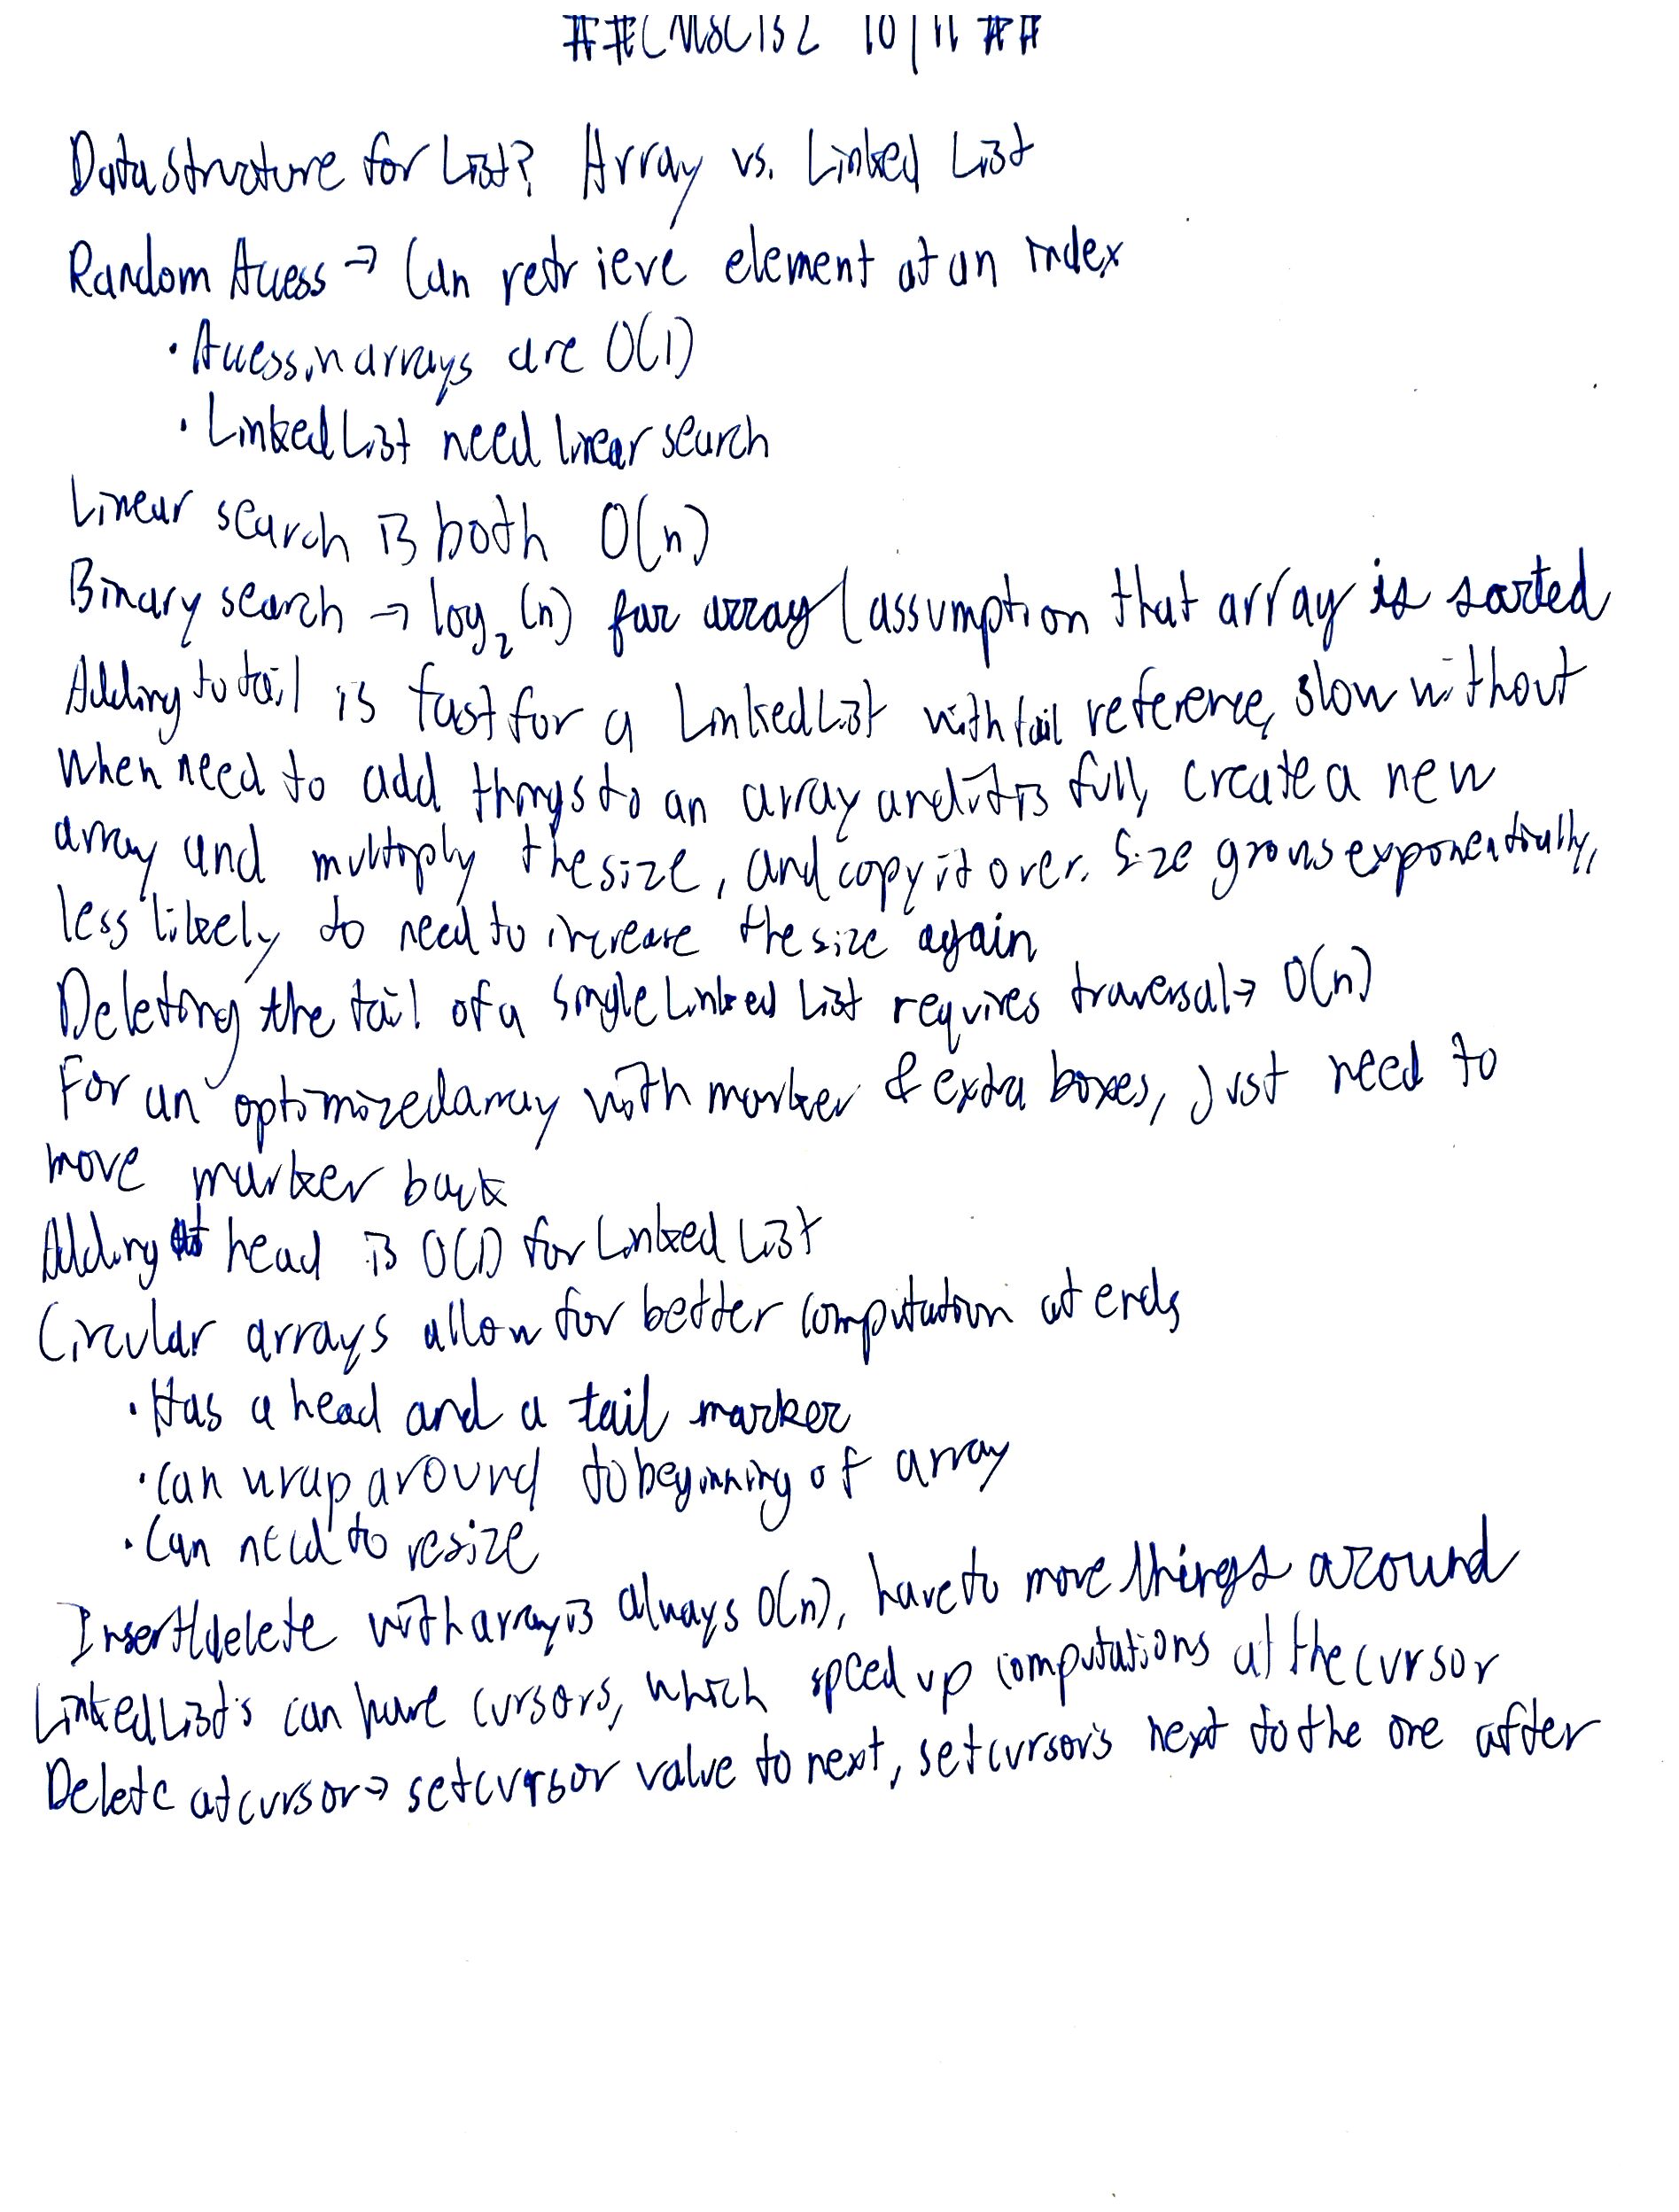 ##CMSC132 10/11 ##
Datastructure for List? Array vs. Linked List
Random Access → Can retrieve element at an index
· Access in arrays are O(1)
· Linked List need linear search
Linear search is both O(n)
Binary search → log₂(n) for array (assumption that array is sorted
Adding to tail is fast for a Linked List with tail reference, slow without
When need to add things to an array and it is full, create a new
array and multiply the size, and copy it over. Size grows exponentially,
less likely to need to increase the size again
Deleting the tail of a single Linked List requires traversal → O(n)
For an optimized array with marker & extra boxes, just need to
move marker back
Adding at head is O(1) for Linked List
Circular arrays allow for better computation at ends
· Has a head and a tail marker
· Can wrap around to beginning of array
· Can need to resize
Insert/delete with array is always O(n), have to move things around
Linked List's can have cursors, which speed up computations at the cursor
Delete at cursor → set cursor value to next, set cursor's next to the one after